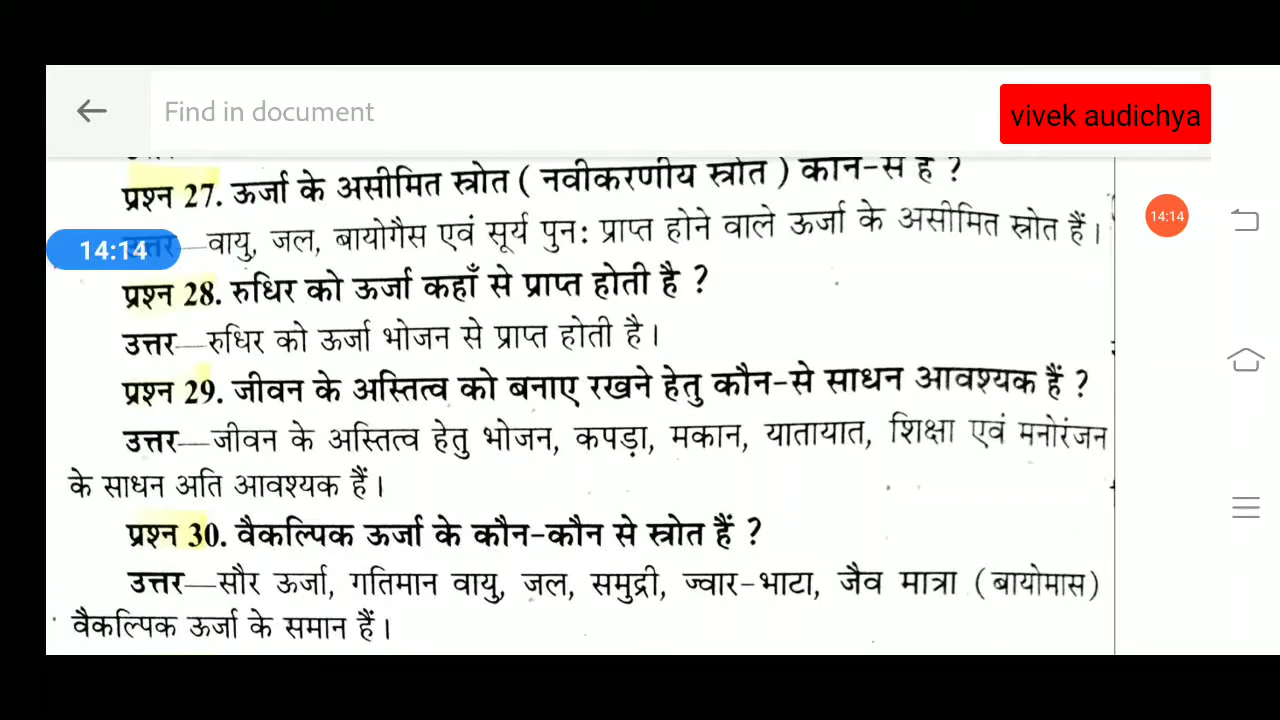 Find in document
vivek audichya
प्रश्न 27. ऊर्जा के असीमित स्त्रोत ( नवीकरणीय स्त्रोत ) कौन-से हैं ?
14:14
उत्तर—वायु, जल, बायोगैस एवं सूर्य पुनः प्राप्त होने वाले ऊर्जा के असीमित स्त्रोत हैं।
14:14
प्रश्न 28. रुधिर को ऊर्जा कहाँ से प्राप्त होती है ?
उत्तर—रुधिर को ऊर्जा भोजन से प्राप्त होती है।
प्रश्न 29. जीवन के अस्तित्व को बनाए रखने हेतु कौन-से साधन आवश्यक हैं ?
उत्तर—जीवन के अस्तित्व हेतु भोजन, कपड़ा, मकान, यातायात, शिक्षा एवं मनोरंजन
के साधन अति आवश्यक हैं।
प्रश्न 30. वैकल्पिक ऊर्जा के कौन-कौन से स्त्रोत हैं ?
उत्तर—सौर ऊर्जा, गतिमान वायु, जल, समुद्री, ज्वार-भाटा, जैव मात्रा (बायोमास)
वैकल्पिक ऊर्जा के समान हैं।